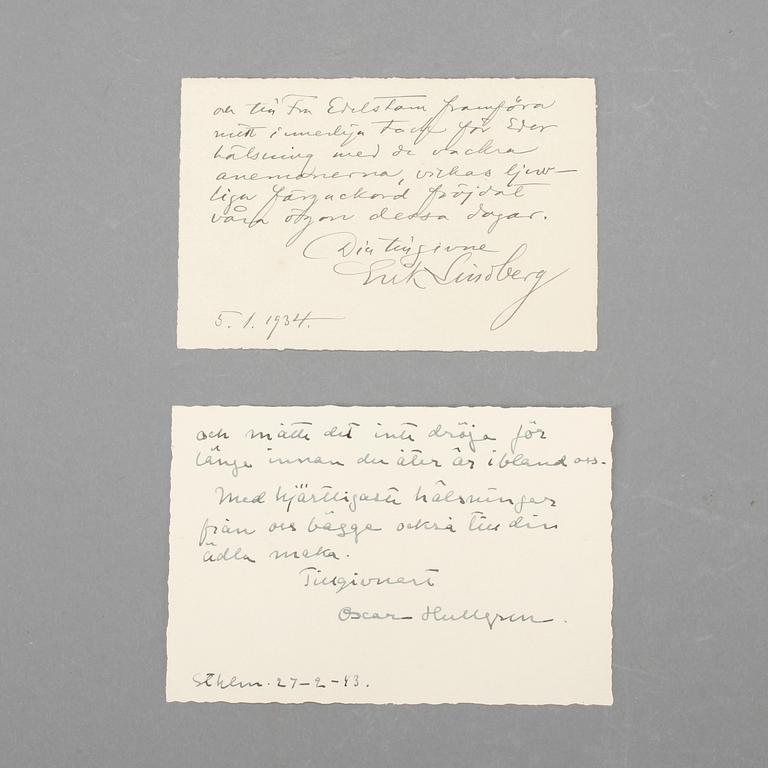 och till Fru Edelstam framföra
mitt innerliga tack för Eder
hälsning med de vackra
anemonerna, vilkas ljuv-
liga färgackord fröjdat
våra ögon dessa dagar.
Din tillgivne
Erik Lindberg
5. 1. 1934.
och måtte det inte dröja för
länge innan du åter är ibland oss.
Med hjärtligaste hälsningar
från oss bägge också till din
ädla maka.
Tillgivnast
Oscar Hullgren.
Sthlm. 27-2-43.